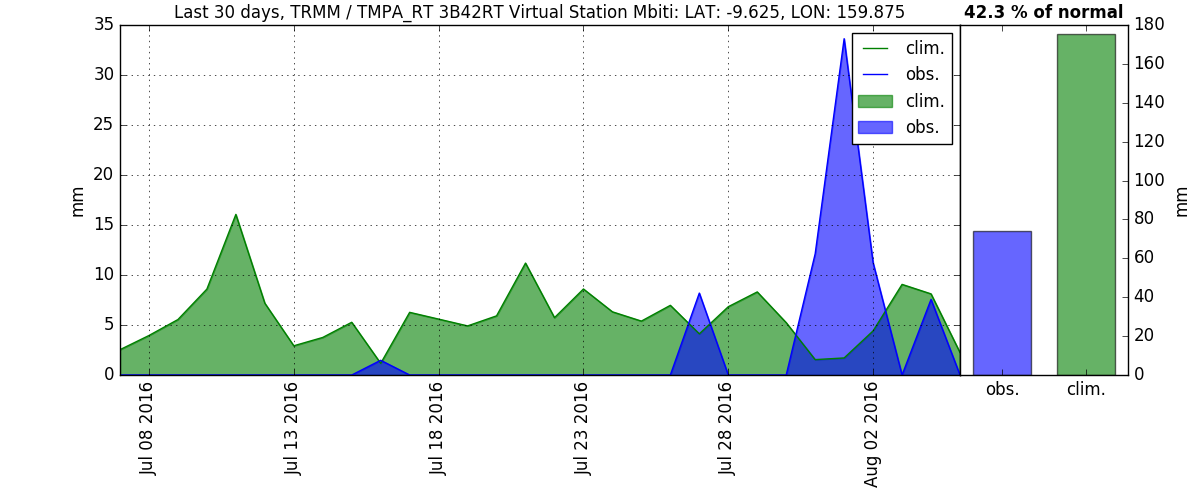 Last 30 days, TRMM / TMPA_RT 3B42RT Virtual Station Mbiti: LAT: -9.625, LON: 159.875
42.3 % of normal
35
30
25
20
15
10
5
0
mm
clim.
obs.
clim.
obs.
180
160
140
120
100
80
60
40
20
0
mm
Jul 08 2016
Jul 13 2016
Jul 18 2016
Jul 23 2016
Jul 28 2016
Aug 02 2016
obs.
clim.